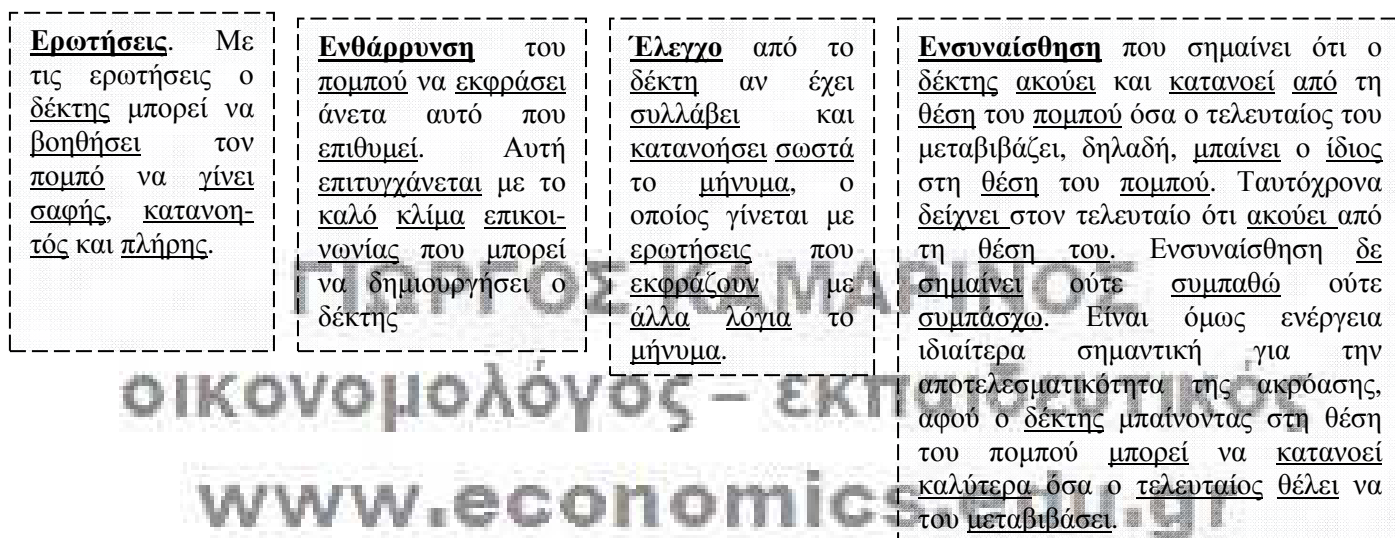 Ερωτήσεις. Με
τις ερωτήσεις ο
δέκτης μπορεί να
βοηθήσει τον
πομπό να γίνει
σαφής, κατανοη-
τός και πλήρης.
Ενθάρρυνση του
πομπού να εκφράσει
άνετα αυτό που
επιθυμεί. Αυτή
επιτυγχάνεται με το
καλό κλίμα επικοι-
νωνίας που μπορεί
να δημιουργήσει ο
δέκτης
Έλεγχο από το
δέκτη αν έχει
συλλάβει και
κατανοήσει σωστά
το μήνυμα, ο
οποίος γίνεται με
ερωτήσεις που
εκφράζουν με
άλλα λόγια το
μήνυμα.
Ενσυναίσθηση που σημαίνει ότι ο
δέκτης ακούει και κατανοεί από τη
θέση του πομπού όσα ο τελευταίος του
μεταβιβάζει, δηλαδή, μπαίνει ο ίδιος
στη θέση του πομπού. Ταυτόχρονα
δείχνει στον τελευταίο ότι ακούει από
τη θέση του. Ενσυναίσθηση δε
σημαίνει ούτε συμπαθώ ούτε
συμπάσχω. Είναι όμως ενέργεια
ιδιαίτερα σημαντική για την
αποτελεσματικότητα της ακρόασης,
αφού ο δέκτης μπαίνοντας στη θέση
του πομπού μπορεί να κατανοεί
καλύτερα όσα ο τελευταίος θέλει να
του μεταβιβάσει.
ΓΙΩΡΓΟΣ ΚΑΜΑΡΙΝΟΣ
οικονομολόγος – εκπαιδευτικός
www.economics.edu.gr